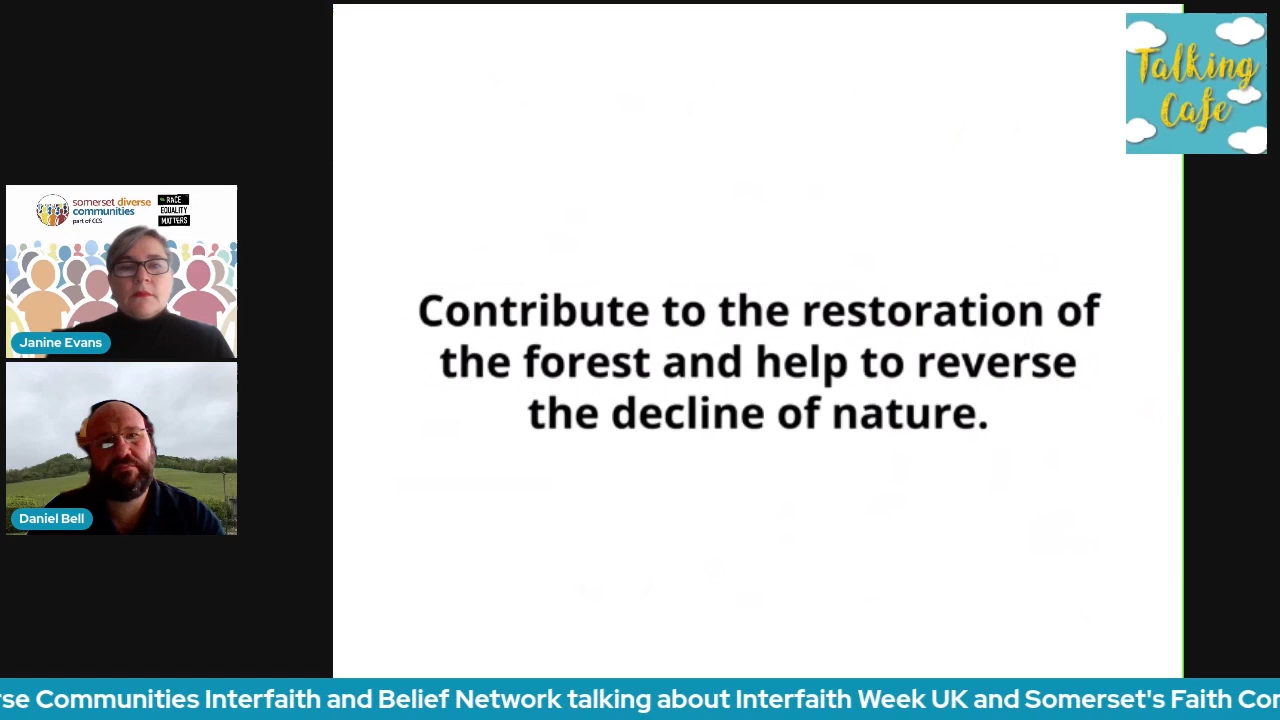 Talking
Cafe
somerset diverse
communities
part of CCS
RACE
EQUALITY
MATTERS
Janine Evans
Daniel Bell
Contribute to the restoration of
the forest and help to reverse
the decline of nature.
rse Communities Interfaith and Belief Network talking about Interfaith Week UK and Somerset's Faith Cor